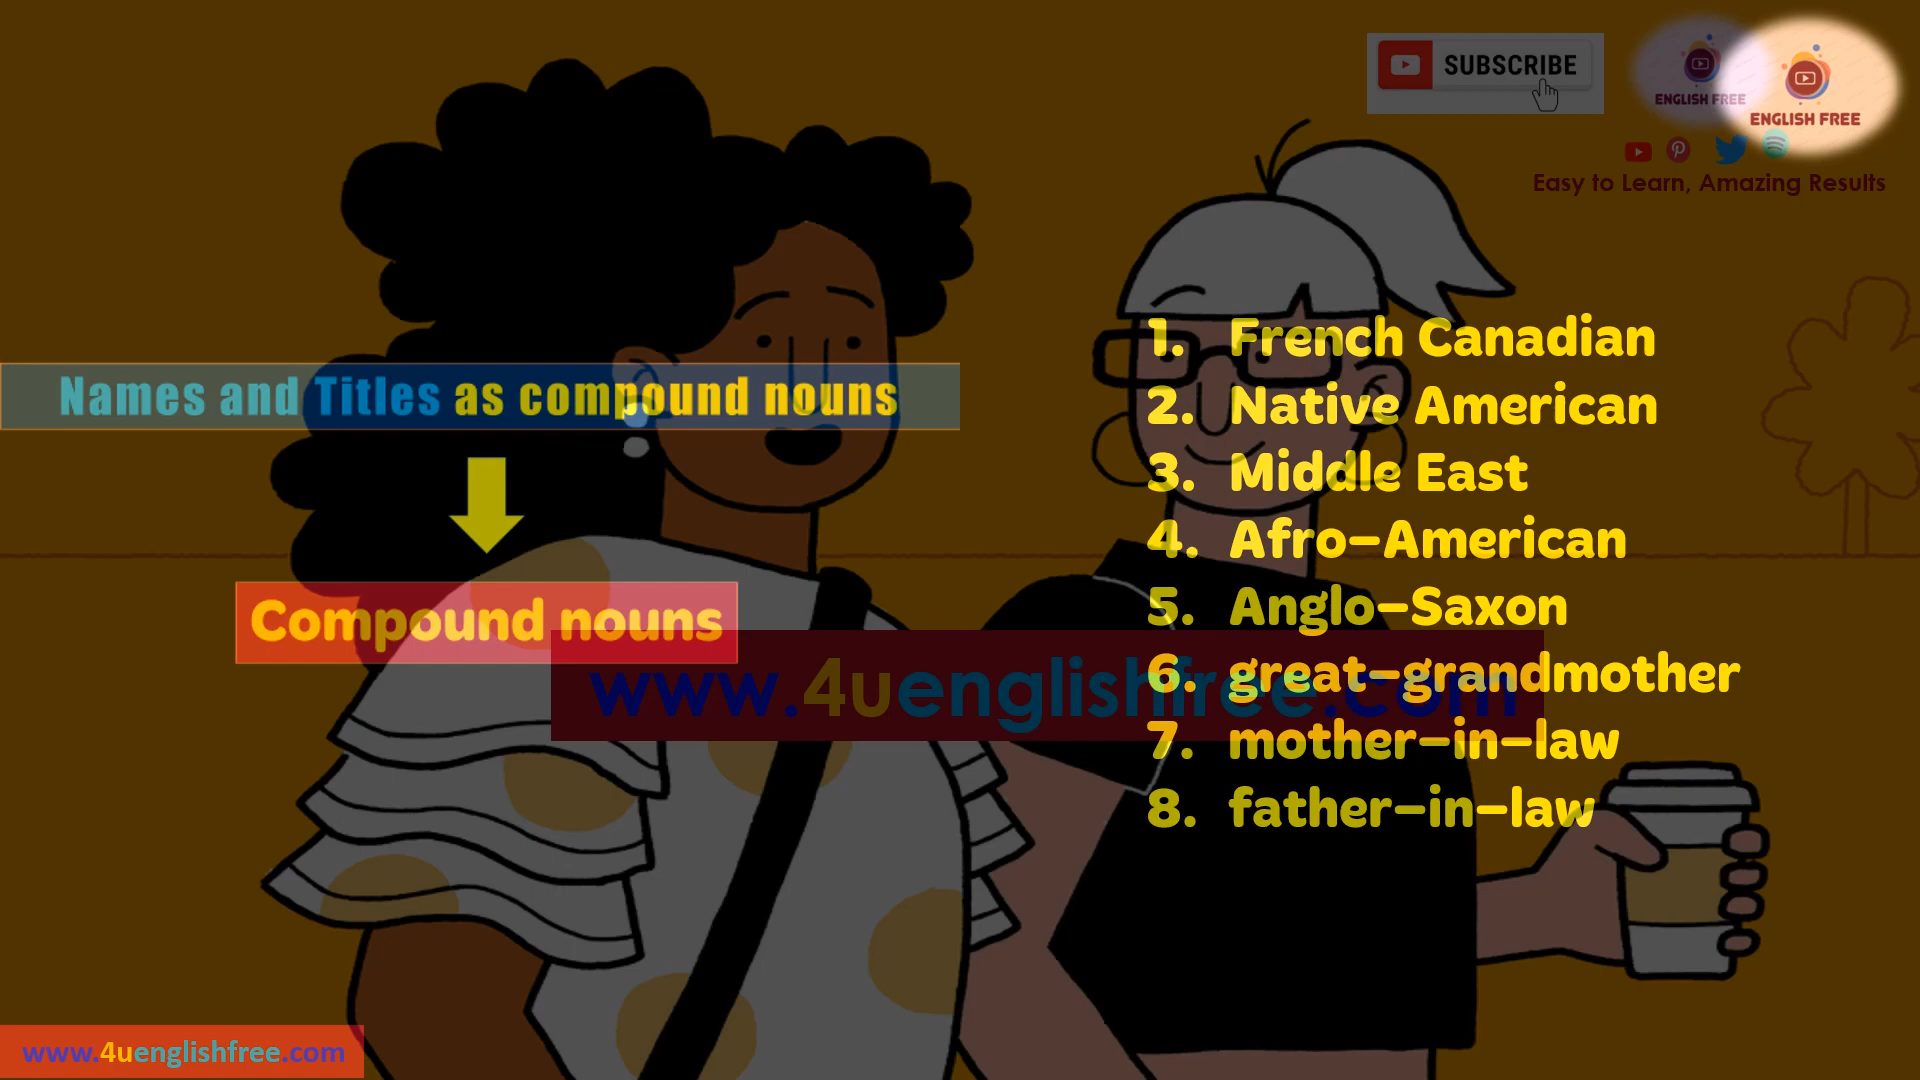 SUBSCRIBE
ENGLISH FREE
ENGLISH FREE
Easy to Learn, Amazing Results
Names and Titles as compound nouns
Compound nouns
1. French Canadian
2. Native American
3. Middle East
4. Afro–American
5. Anglo–Saxon
6. great–grandmother
7. mother–in–law
8. father–in–law
www.4uenglishfree.com
www.4uenglishfree.com